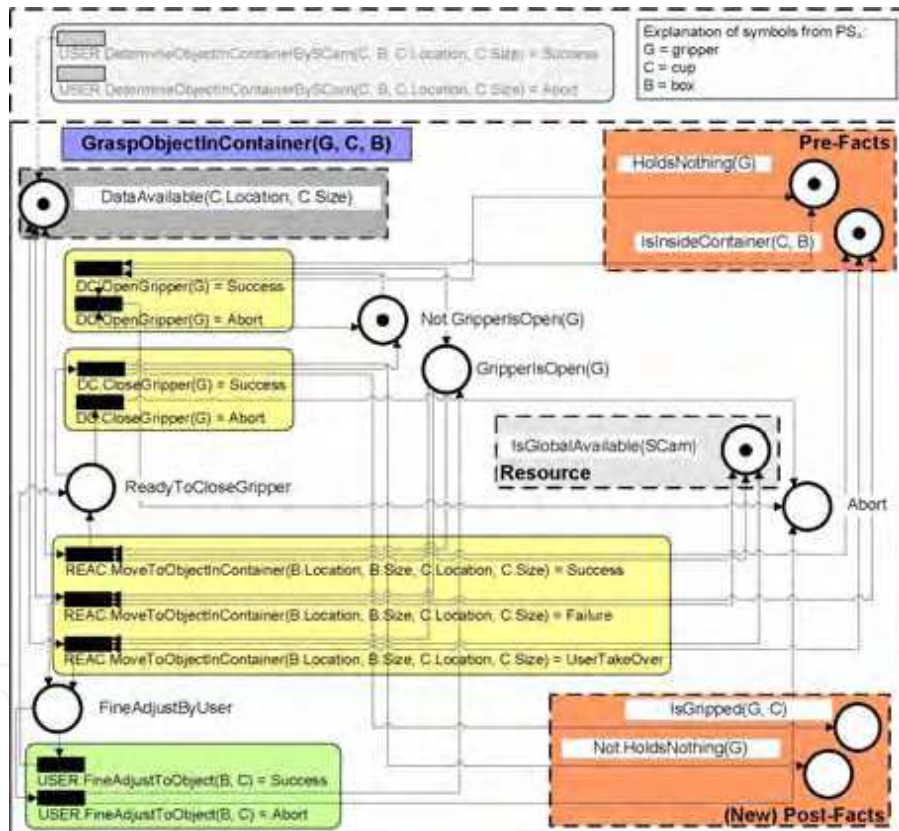 USER.DetermineObjectInContainerBySCam(C, B, C.Location, C.Size) = Success
USER.DetermineObjectInContainerBySCam(C, B, C.Location, C.Size) = Abort
Explanation of symbols from PSₐ:
G = gripper
C = cup
B = box
GraspObjectInContainer(G, C, B)
Pre-Facts
HoldsNothing(G)
DataAvailable(C.Location, C.Size)
IsInsideContainer(C, B)
DC.OpenGripper(G) = Success
DC.OpenGripper(G) = Abort
Not.GripperIsOpen(G)
GripperIsOpen(G)
DC.CloseGripper(G) = Success
DC.CloseGripper(G) = Abort
IsGlobalAvailable(SCam)
Resource
ReadyToCloseGripper
Abort
REAC.MoveToObjectInContainer(B.Location, B.Size, C.Location, C.Size) = Success
REAC.MoveToObjectInContainer(B.Location, B.Size, C.Location, C.Size) = Failure
REAC.MoveToObjectInContainer(B.Location, B.Size, C.Location, C.Size) = UserTakeOver
FineAdjustByUser
IsGripped(G, C)
Not.HoldsNothing(G)
USER.FineAdjustToObject(B, C) = Success
USER.FineAdjustToObject(B, C) = Abort
(New) Post-Facts